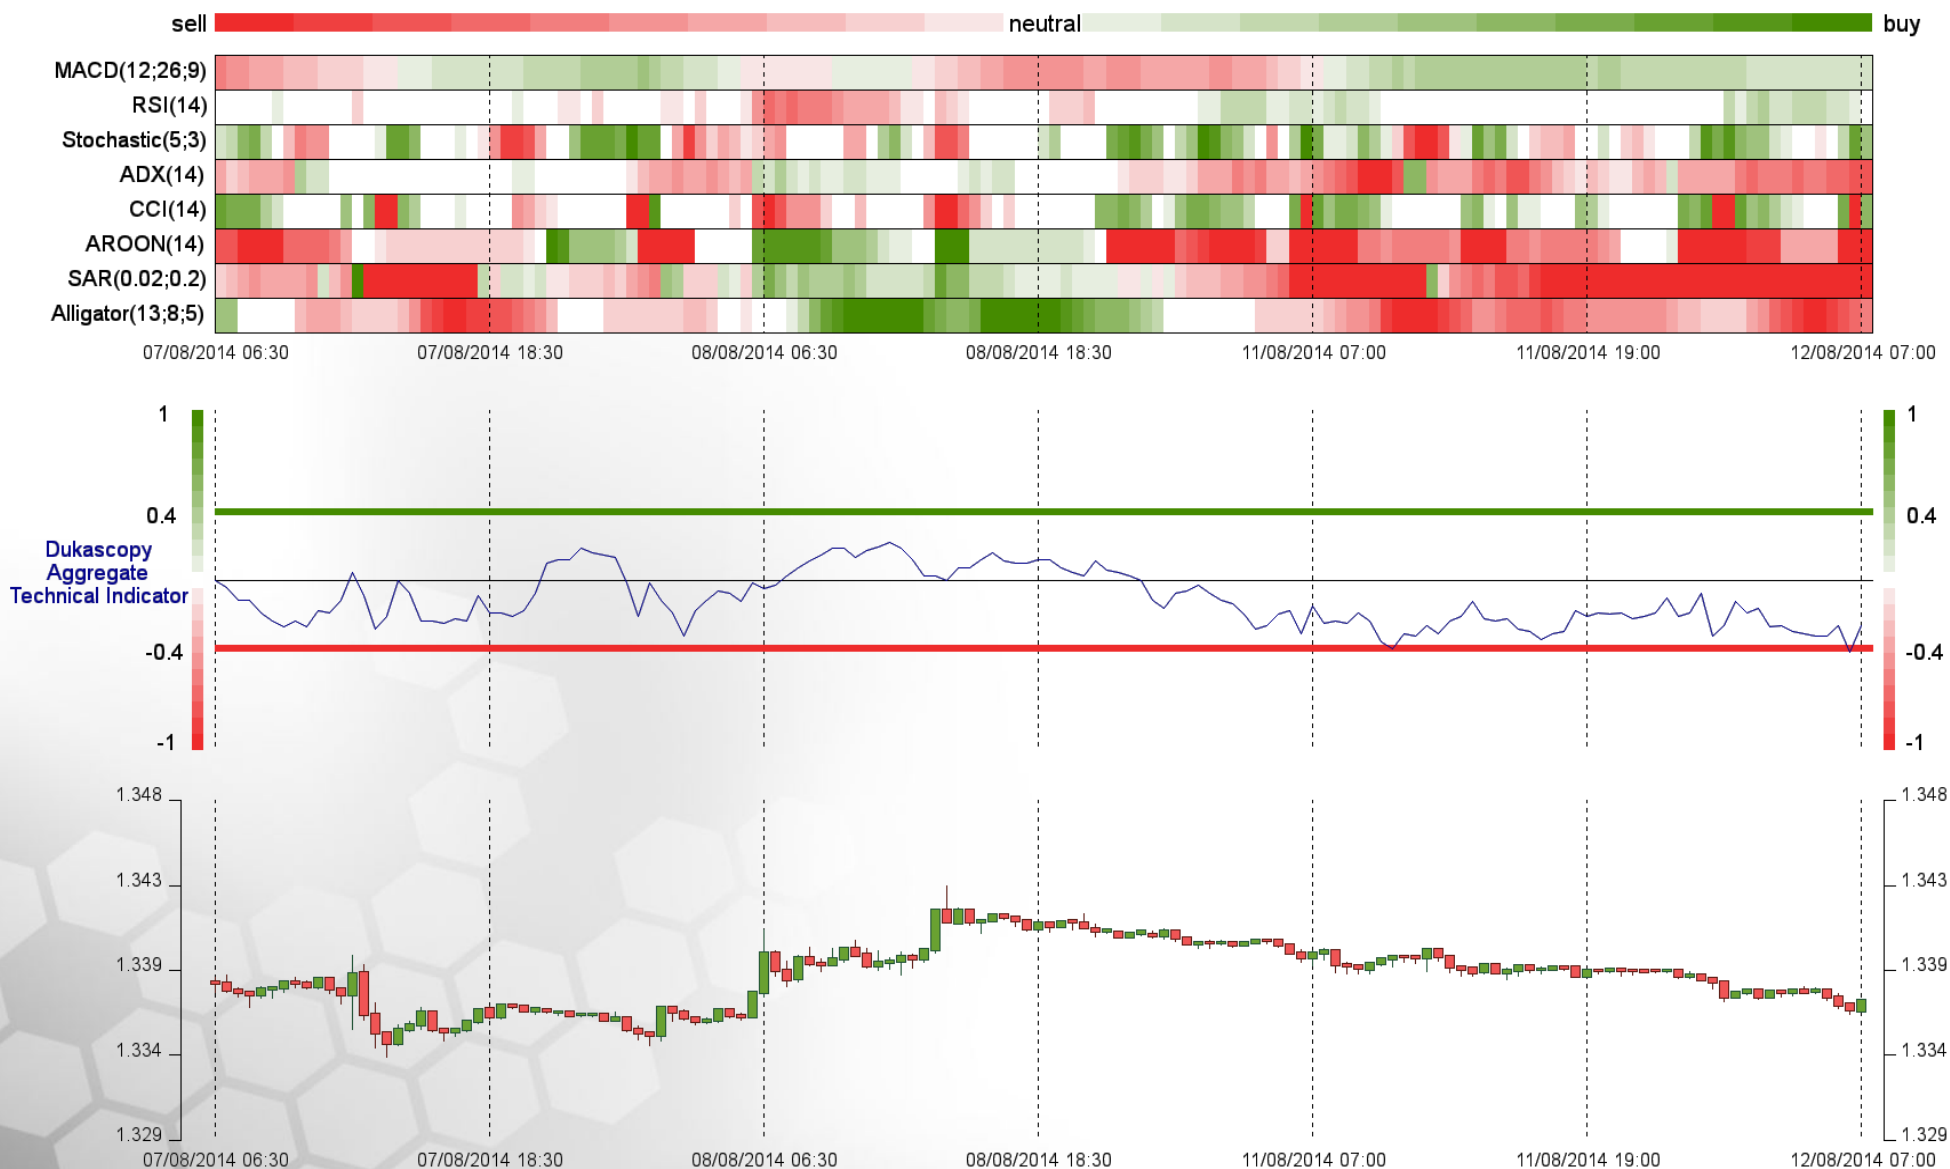 sell neutral buy
MACD(12;26;9)
RSI(14)
Stochastic(5;3)
ADX(14)
CCI(14)
AROON(14)
SAR(0.02;0.2)
Alligator(13;8;5)
07/08/2014 06:30 07/08/2014 18:30 08/08/2014 06:30 08/08/2014 18:30 11/08/2014 07:00 11/08/2014 19:00 12/08/2014 07:00
1 1
0.4 0.4
Dukascopy
Aggregate
Technical Indicator
-0.4 -0.4
-1 -1
1.348 1.348
1.343 1.343
1.339 1.339
1.334 1.334
1.329 1.329
07/08/2014 06:30 07/08/2014 18:30 08/08/2014 06:30 08/08/2014 18:30 11/08/2014 07:00 11/08/2014 19:00 12/08/2014 07:00